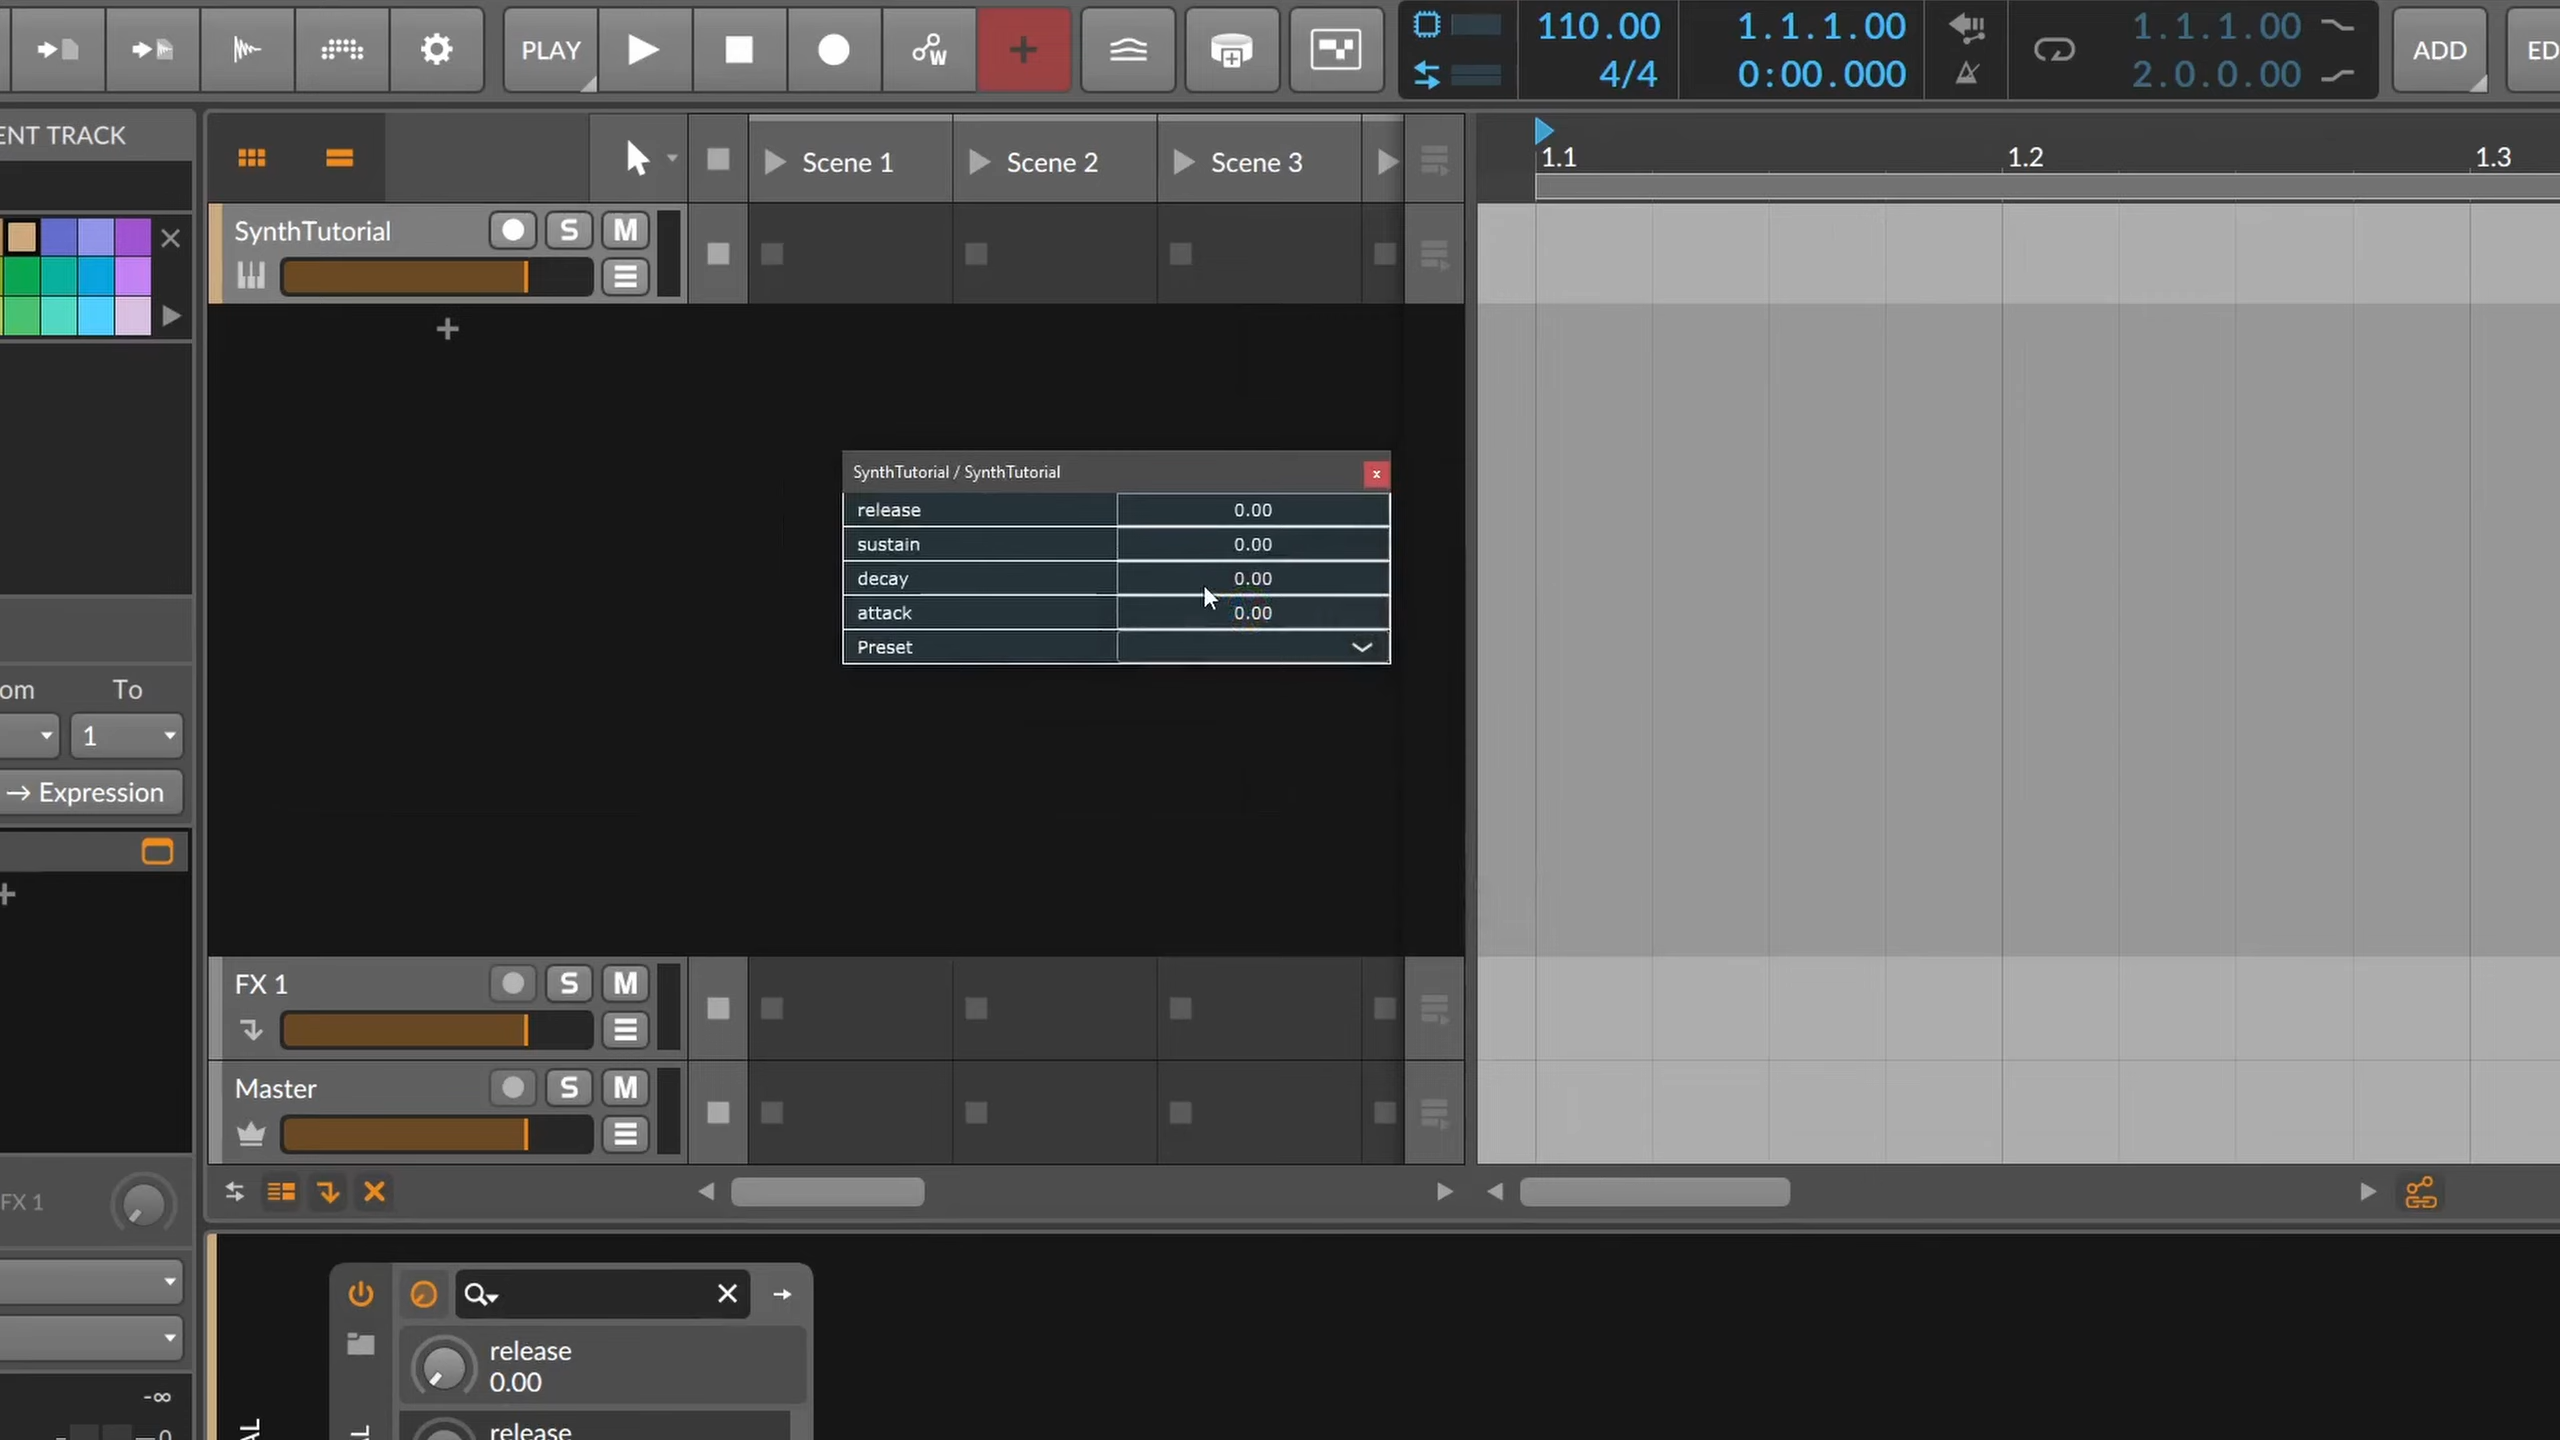 PLAY
W
110.00
4/4
1.1.1.00
0:00.000
1.1.1.00
2.0.0.00
ADD
ED
ENT TRACK
Scene 1
Scene 2
Scene 3
1.1
1.2
1.3
SynthTutorial
S
M
SynthTutorial / SynthTutorial
x
release
0.00
sustain
0.00
decay
0.00
attack
0.00
Preset
om
To
1
→ Expression
FX 1
S
M
Master
S
M
FX 1
release
0.00
release
-∞
0
AL
L